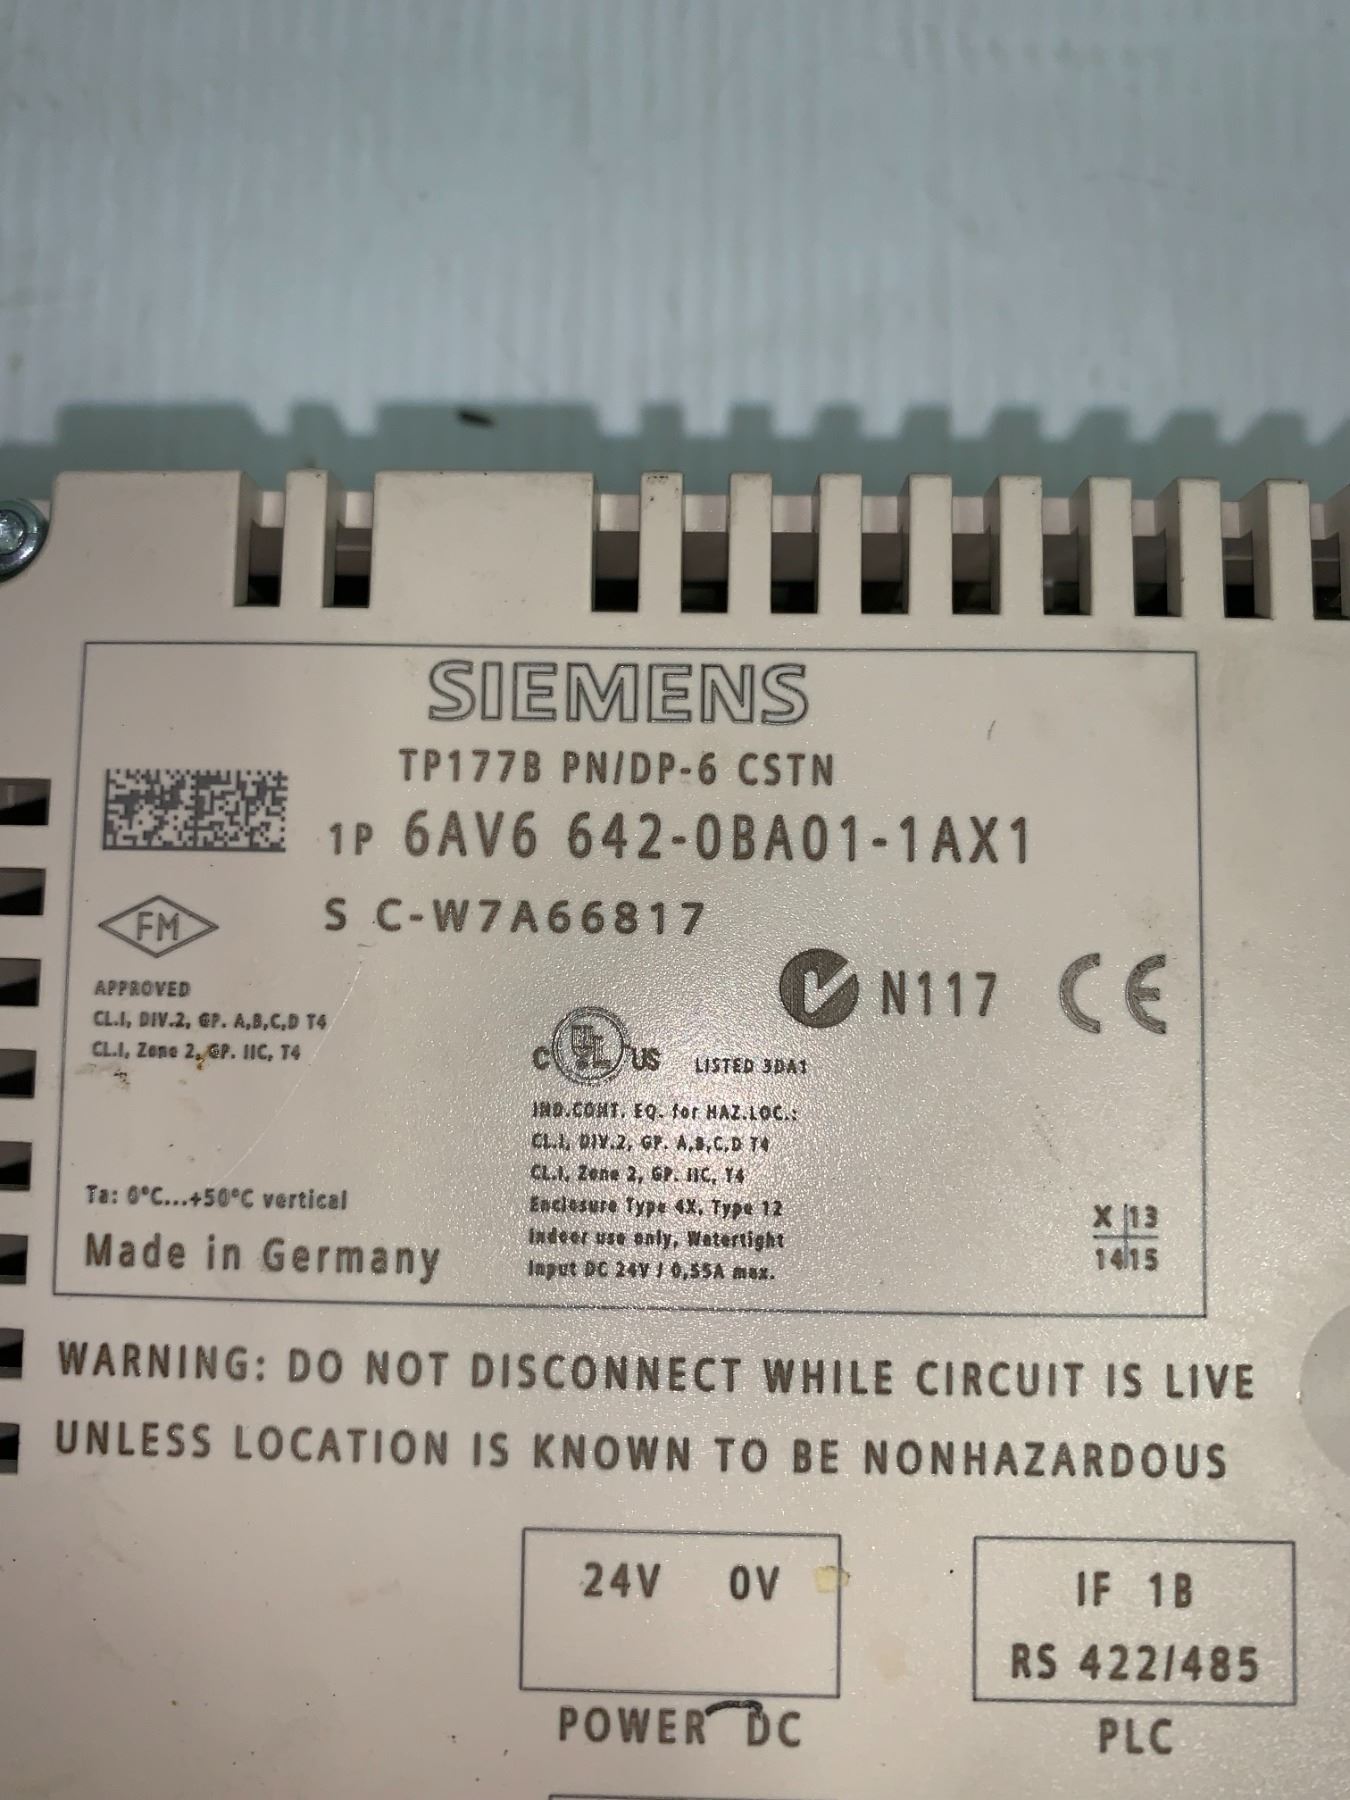 SIEMENS
TP177B PN/DP-6 CSTN
1P 6AV6 642-0BA01-1AX1
S C-W7A66817
FM
APPROVED
CL.I, DIV.2, GP. A,B,C,D T4
CL.I, Zone 2, GP. IIC, T4
N117 CE
C UL US LISTED 3DA1
IND.CONT. EQ. for HAZ.LOC.:
CL.I, DIV.2, GP. A,B,C,D T4
CL.I, Zone 2, GP. IIC, T4
Enclosure Type 4X, Type 12
Indoor use only, Watertight
Input DC 24V / 0,55A max.
Ta: 0°C...+50°C vertical
Made in Germany
X 13
14 15
WARNING: DO NOT DISCONNECT WHILE CIRCUIT IS LIVE
UNLESS LOCATION IS KNOWN TO BE NONHAZARDOUS
24V 0V
POWER DC
IF 1B
RS 422/485
PLC